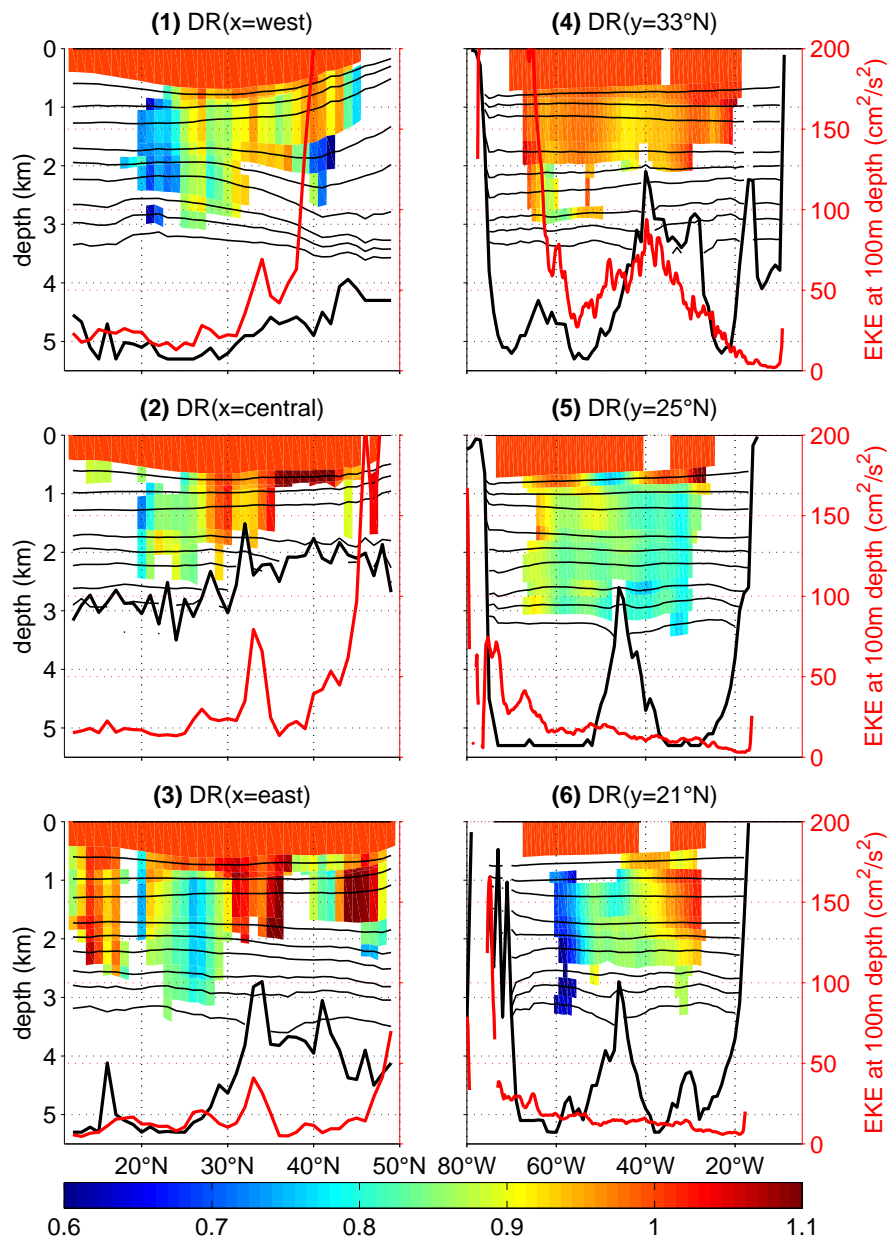 (1) DR(x=west)
(4) DR(y=33°N)
0
1
2
3
4
5
depth (km)
0
50
100
150
200
EKE at 100m depth (cm²/s²)
(2) DR(x=central)
(5) DR(y=25°N)
0
1
2
3
4
5
depth (km)
0
50
100
150
200
EKE at 100m depth (cm²/s²)
(3) DR(x=east)
(6) DR(y=21°N)
0
1
2
3
4
5
depth (km)
0
50
100
150
200
EKE at 100m depth (cm²/s²)
20°N 30°N 40°N 50°N
80°W 60°W 40°W 20°W
0.6 0.7 0.8 0.9 1 1.1